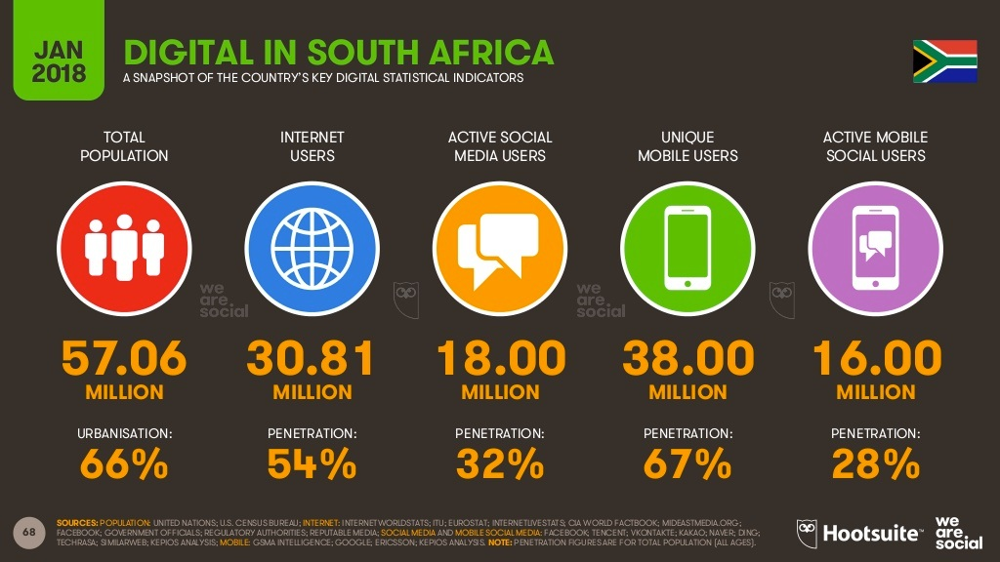 JAN
2018
DIGITAL IN SOUTH AFRICA
A SNAPSHOT OF THE COUNTRY'S KEY DIGITAL STATISTICAL INDICATORS
TOTAL
POPULATION
INTERNET
USERS
ACTIVE SOCIAL
MEDIA USERS
UNIQUE
MOBILE USERS
ACTIVE MOBILE
SOCIAL USERS
we
are
social
we
are
social
57.06
MILLION
30.81
MILLION
18.00
MILLION
38.00
MILLION
16.00
MILLION
URBANISATION:
66%
PENETRATION:
54%
PENETRATION:
32%
PENETRATION:
67%
PENETRATION:
28%
68
SOURCES: POPULATION: UNITED NATIONS; U.S. CENSUS BUREAU; INTERNET: INTERNETWORLDSTATS; ITU; EUROSTAT; INTERNETLIVESTATS; CIA WORLD FACTBOOK; MIDEASTMEDIA.ORG;
FACEBOOK; GOVERNMENT OFFICIALS; REGULATORY AUTHORITIES; REPUTABLE MEDIA; SOCIAL MEDIA AND MOBILE SOCIAL MEDIA: FACEBOOK; TENCENT; VKONTAKTE; KAKAO; NAVER; DING;
TECHRASA; SIMILARWEB; KEPIOS ANALYSIS; MOBILE: GSMA INTELLIGENCE; GOOGLE; ERICSSON; KEPIOS ANALYSIS. NOTE: PENETRATION FIGURES ARE FOR TOTAL POPULATION (ALL AGES).
Hootsuite™
we
are
social